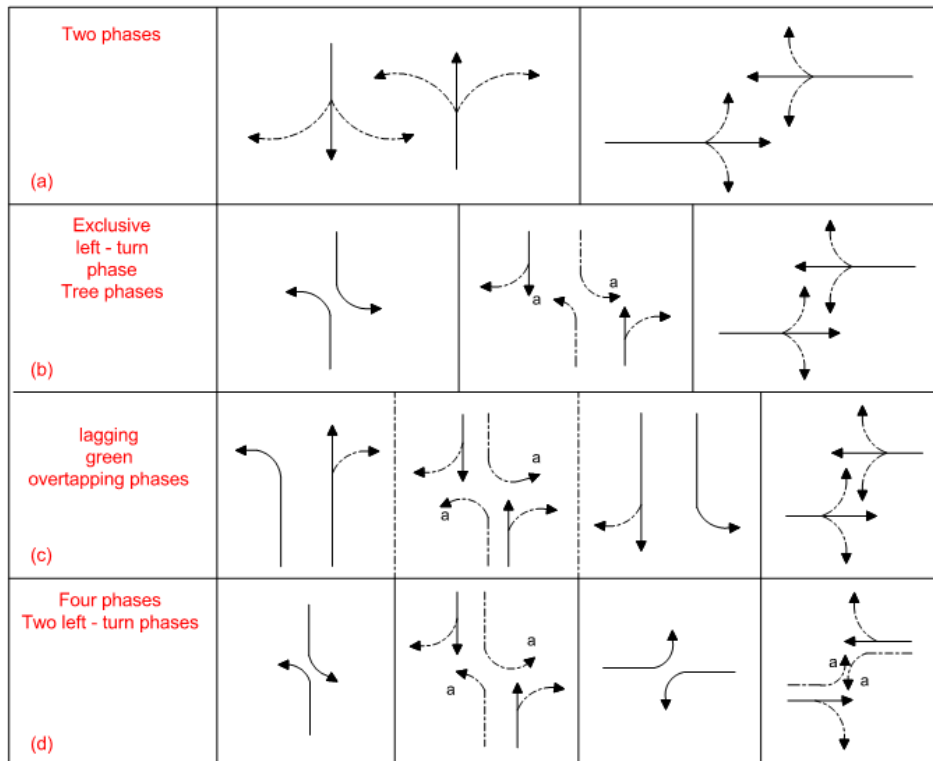 Two phases
(a)
Exclusive
left - turn
phase
Tree phases
a
a
(b)
lagging
green
overtapping phases
a
a
(c)
Four phases
Two left - turn phases
a
a
a
a
(d)